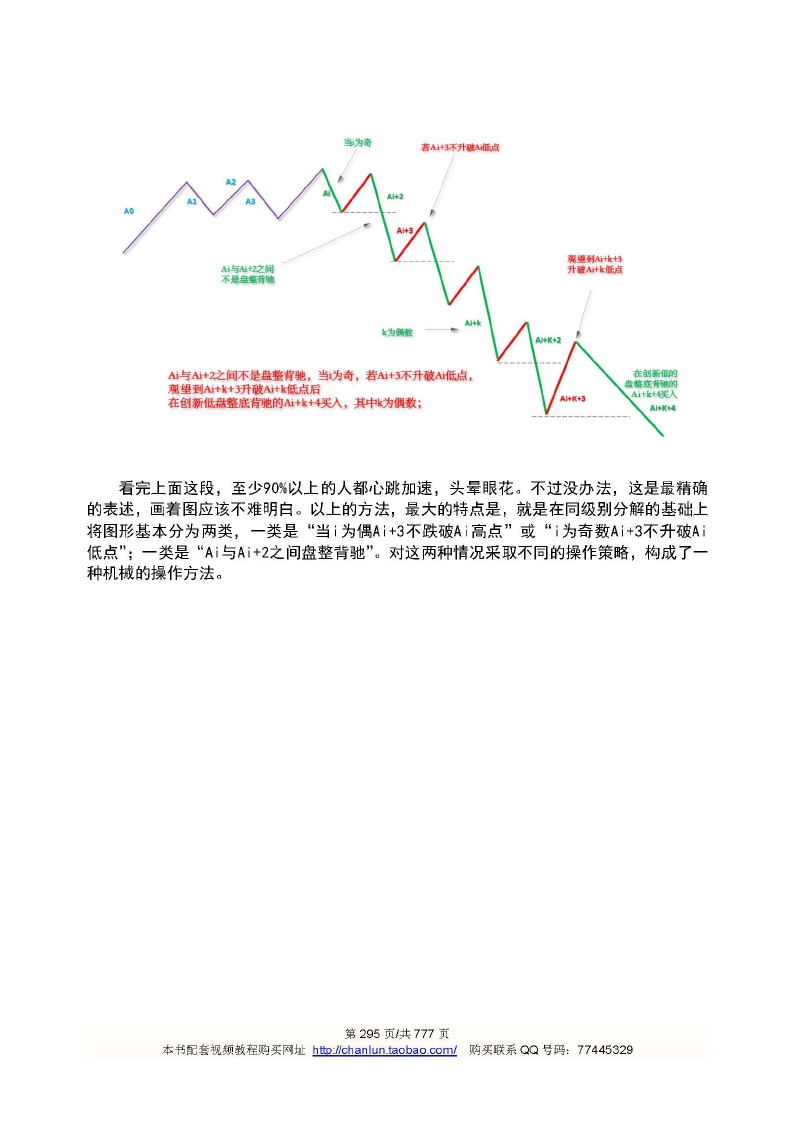 当i为奇
若Ai+3不升破Ai低点
A0
A1
A2
A3
Ai
Ai+2
Ai+3
Ai与Ai+2之间
不是盘整背驰
观望到Ai+k+3
升破Ai+k低点
k为偶数
Ai+k
Ai+K+2
Ai+K+3
在创新低的
盘整底背驰的
Ai+k+4买入
Ai+K+4
Ai与Ai+2之间不是盘整背驰，当i为奇，若Ai+3不升破Ai低点，
观望到Ai+k+3升破Ai+k低点后
在创新低盘整底背驰的Ai+k+4买入，其中k为偶数；
看完上面这段，至少90%以上的人都心跳加速，头晕眼花。不过没办法，这是最精确
的表述，画着图应该不难明白。以上的方法，最大的特点是，就是在同级别分解的基础上
将图形基本分为两类，一类是“当i为偶Ai+3不跌破Ai高点”或“i为奇数Ai+3不升破Ai
低点”；一类是“Ai与Ai+2之间盘整背驰”。对这两种情况采取不同的操作策略，构成了一
种机械的操作方法。
第 295 页/共 777 页
本书配套视频教程购买网址 http://chanlun.taobao.com/ 购买联系 QQ 号码：77445329